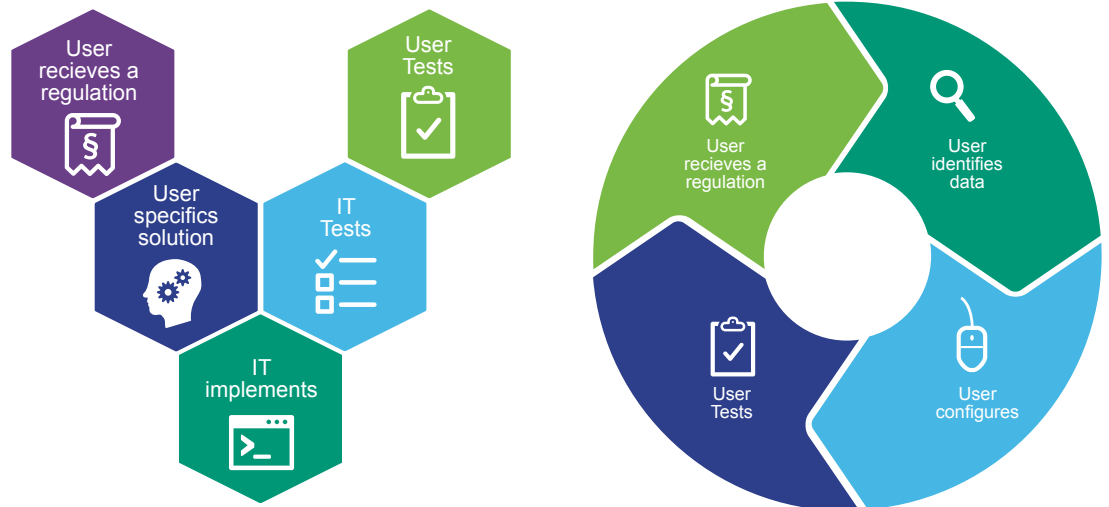 User
recieves a
regulation
User
specifics
solution
IT
implements
IT
Tests
User
Tests
§
User
recieves a
regulation
User
identifies
data
User
configures
User
Tests
§